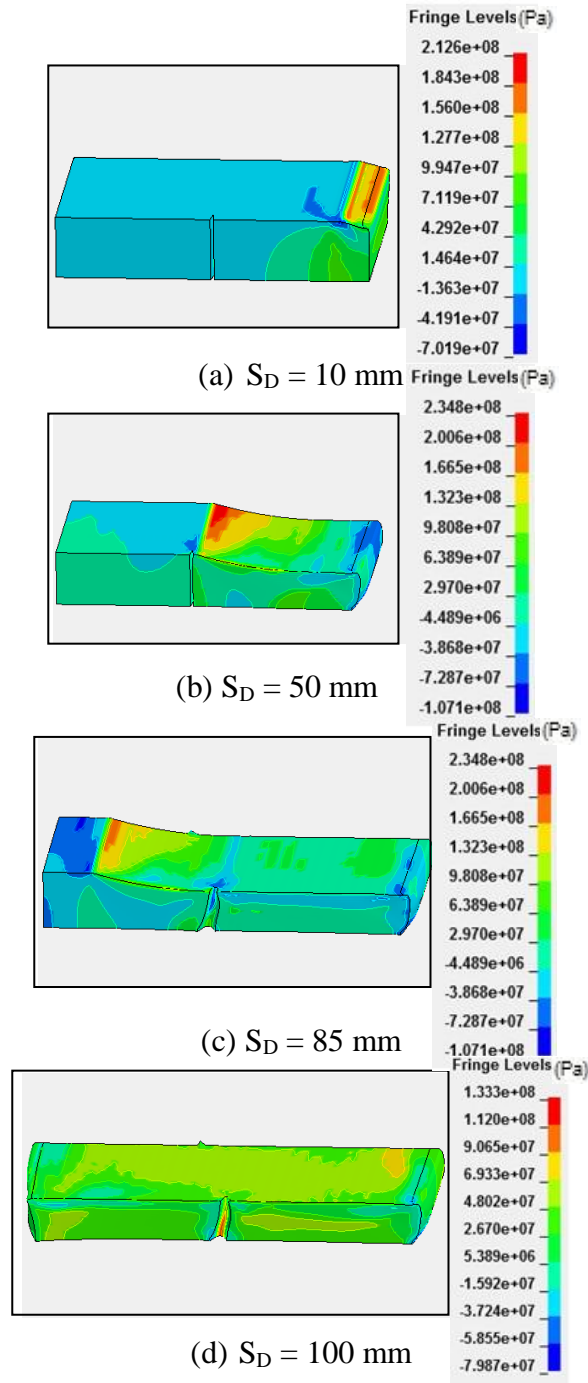 Fringe Levels(Pa)
2.126e+08
1.843e+08
1.560e+08
1.277e+08
9.947e+07
7.119e+07
4.292e+07
1.464e+07
-1.363e+07
-4.191e+07
-7.019e+07
(a) S_D = 10 mm
Fringe Levels(Pa)
2.348e+08
2.006e+08
1.665e+08
1.323e+08
9.808e+07
6.389e+07
2.970e+07
-4.489e+06
-3.868e+07
-7.287e+07
-1.071e+08
(b) S_D = 50 mm
Fringe Levels(Pa)
2.348e+08
2.006e+08
1.665e+08
1.323e+08
9.808e+07
6.389e+07
2.970e+07
-4.489e+06
-3.868e+07
-7.287e+07
-1.071e+08
(c) S_D = 85 mm
Fringe Levels (Pa)
1.333e+08
1.120e+08
9.065e+07
6.933e+07
4.802e+07
2.670e+07
5.389e+06
-1.592e+07
-3.724e+07
-5.855e+07
-7.987e+07
(d) S_D = 100 mm